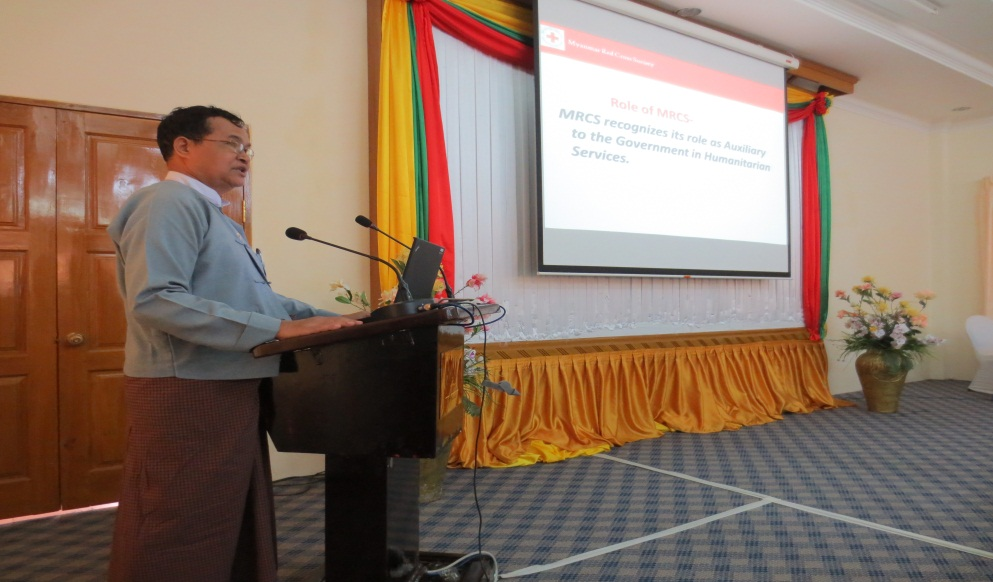 Myanmar Red Cross Society
Role of MRCS-
MRCS recognizes its role as Auxiliary
to the Government in Humanitarian
Services.